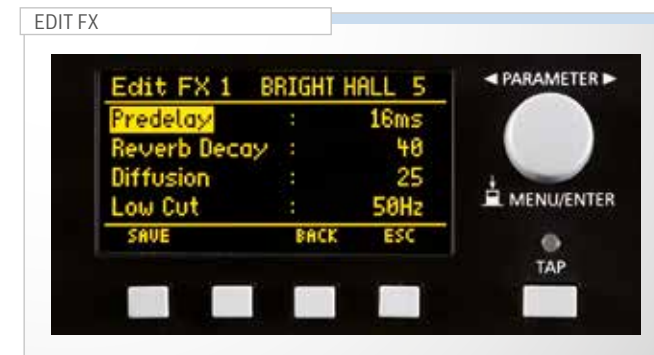 EDIT FX
Edit FX 1 BRIGHT HALL 5
Predelay : 16ms
Reverb Decay : 40
Diffusion : 25
Low Cut : 50Hz
SAVE BACK ESC
◄ PARAMETER ►
MENU/ENTER
TAP